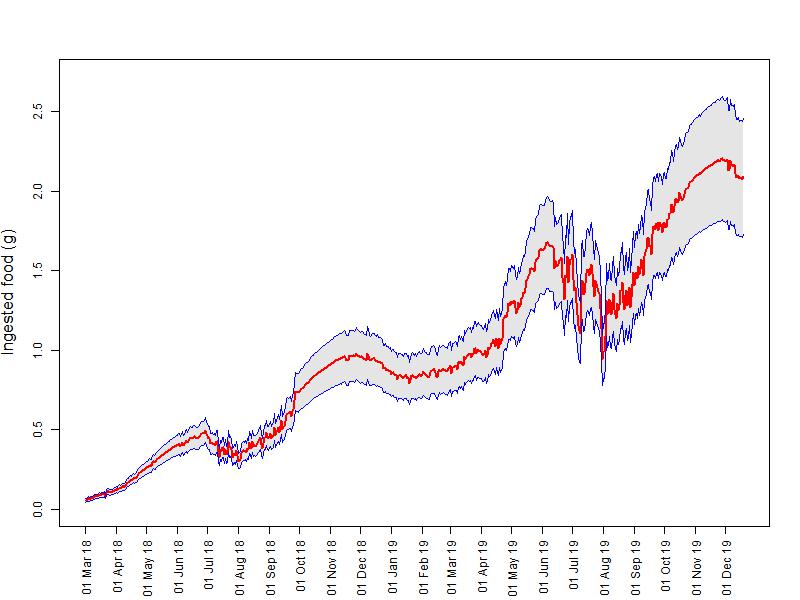 Ingested food (g)
2.5
2.0
1.5
1.0
0.5
0.0
01 Mar 18
01 Apr 18
01 May 18
01 Jun 18
01 Jul 18
01 Aug 18
01 Sep 18
01 Oct 18
01 Nov 18
01 Dec 18
01 Jan 19
01 Feb 19
01 Mar 19
01 Apr 19
01 May 19
01 Jun 19
01 Jul 19
01 Aug 19
01 Sep 19
01 Oct 19
01 Nov 19
01 Dec 19